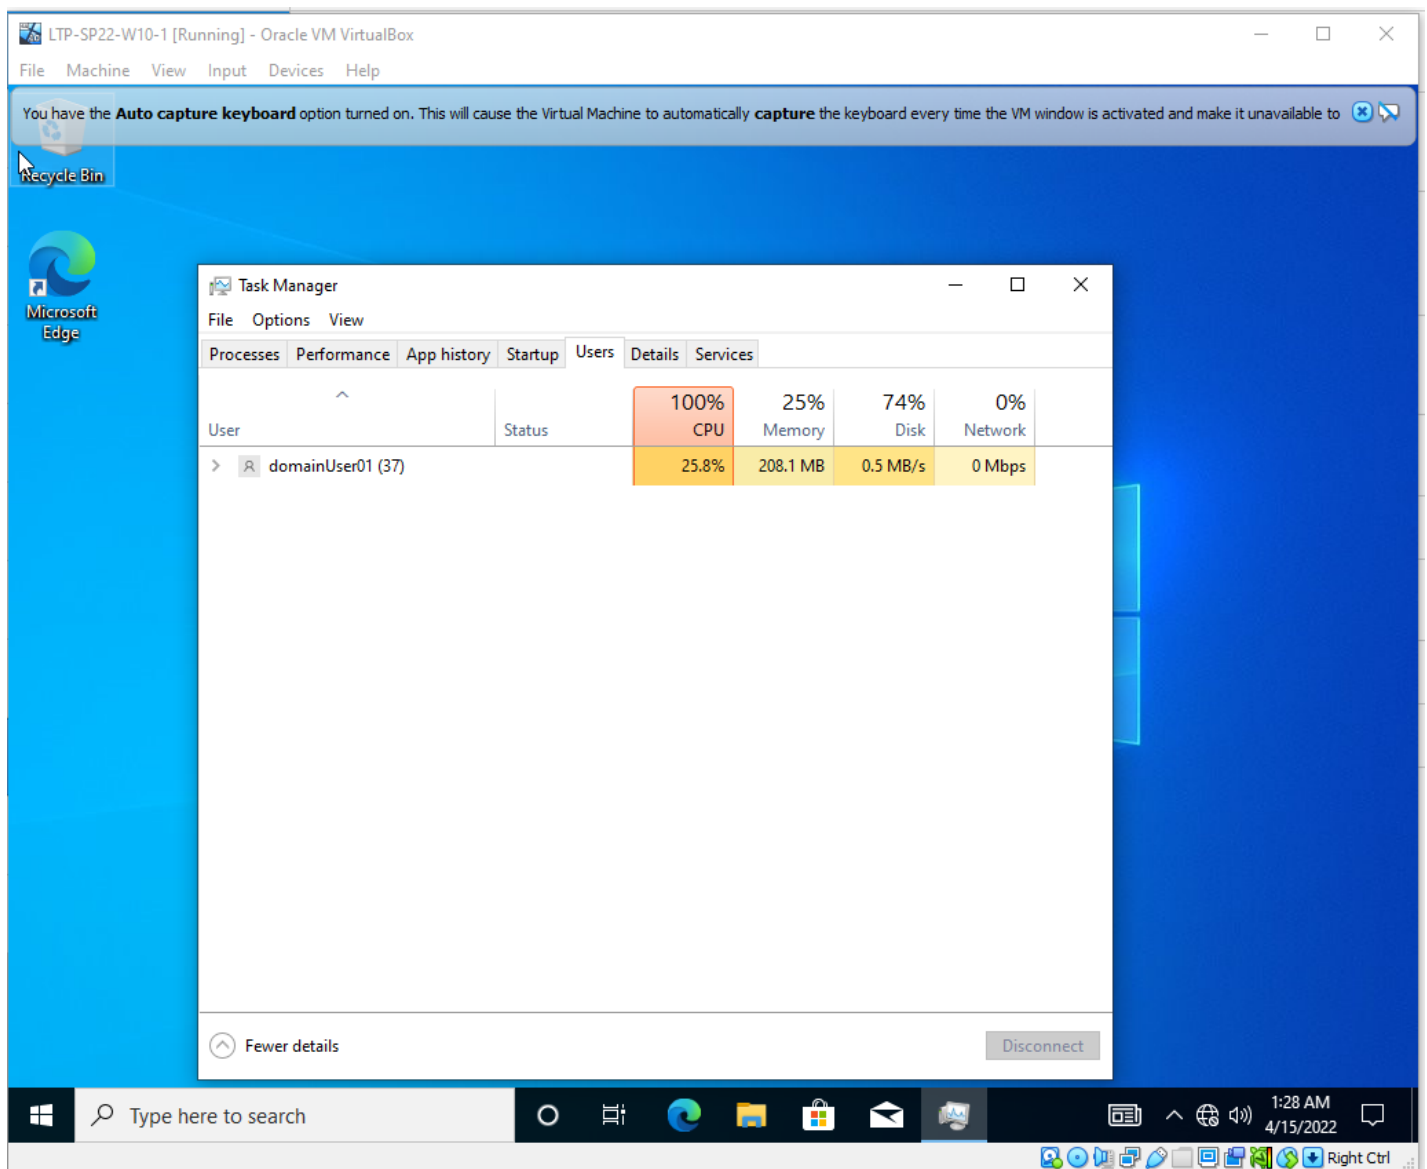 LTP-SP22-W10-1 [Running] - Oracle VM VirtualBox
File Machine View Input Devices Help
You have the Auto capture keyboard option turned on. This will cause the Virtual Machine to automatically capture the keyboard every time the VM window is activated and make it unavailable to
Recycle Bin
Microsoft
Edge
Task Manager
File Options View
Processes Performance App history Startup Users Details Services
100% 25% 74% 0%
User Status CPU Memory Disk Network
domainUser01 (37) 25.8% 208.1 MB 0.5 MB/s 0 Mbps
Fewer details Disconnect
Type here to search
1:28 AM
4/15/2022
Right Ctrl